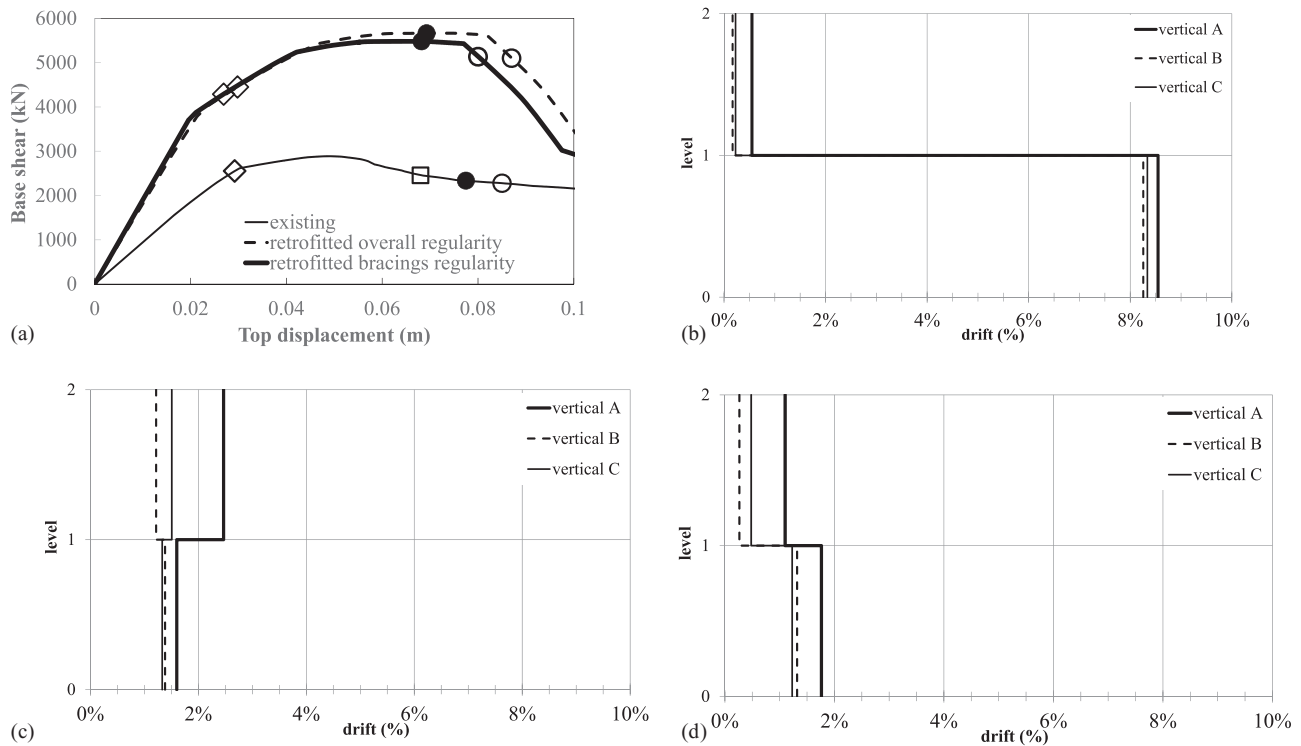 6000
5000
4000
3000
2000
1000
0
Base shear (kN)
existing
retrofitted overall regularity
retrofitted bracings regularity
0 0.02 0.04 0.06 0.08 0.1
Top displacement (m)
(a)
2
1
0
level
vertical A
vertical B
vertical C
0% 2% 4% 6% 8% 10%
drift (%)
(b)
2
1
0
level
vertical A
vertical B
vertical C
0% 2% 4% 6% 8% 10%
drift (%)
(c)
2
1
0
level
vertical A
vertical B
vertical C
0% 2% 4% 6% 8% 10%
drift (%)
(d)